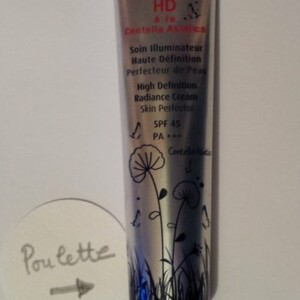 HD
à la
Centella Asiatica
Soin Illuminateur
Haute Définition
Perfecteur de Peau
High Definition
Radiance Cream
Skin Perfector
SPF 45
PA +++
Poulette